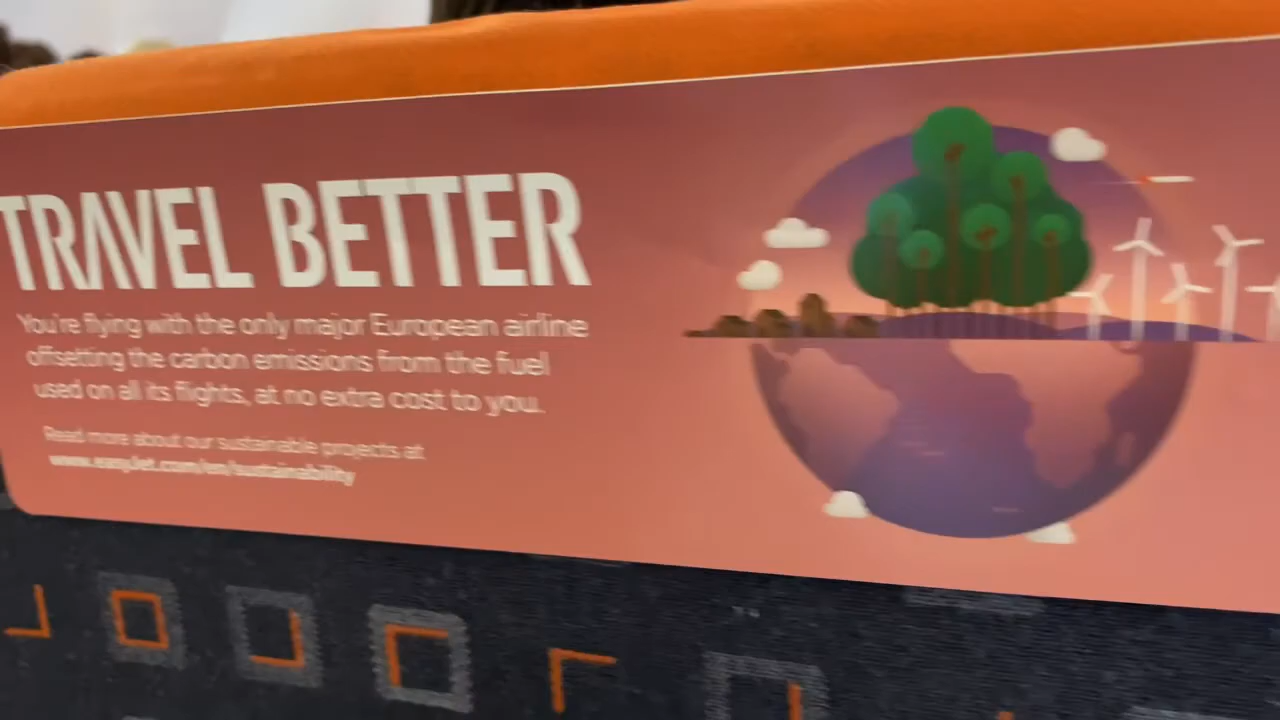 TRAVEL BETTER
You're flying with the only major European airline
offsetting the carbon emissions from the fuel
used on all its flights, at no extra cost to you.
Read more about our sustainable projects at
www.easyJet.com/en/sustainability